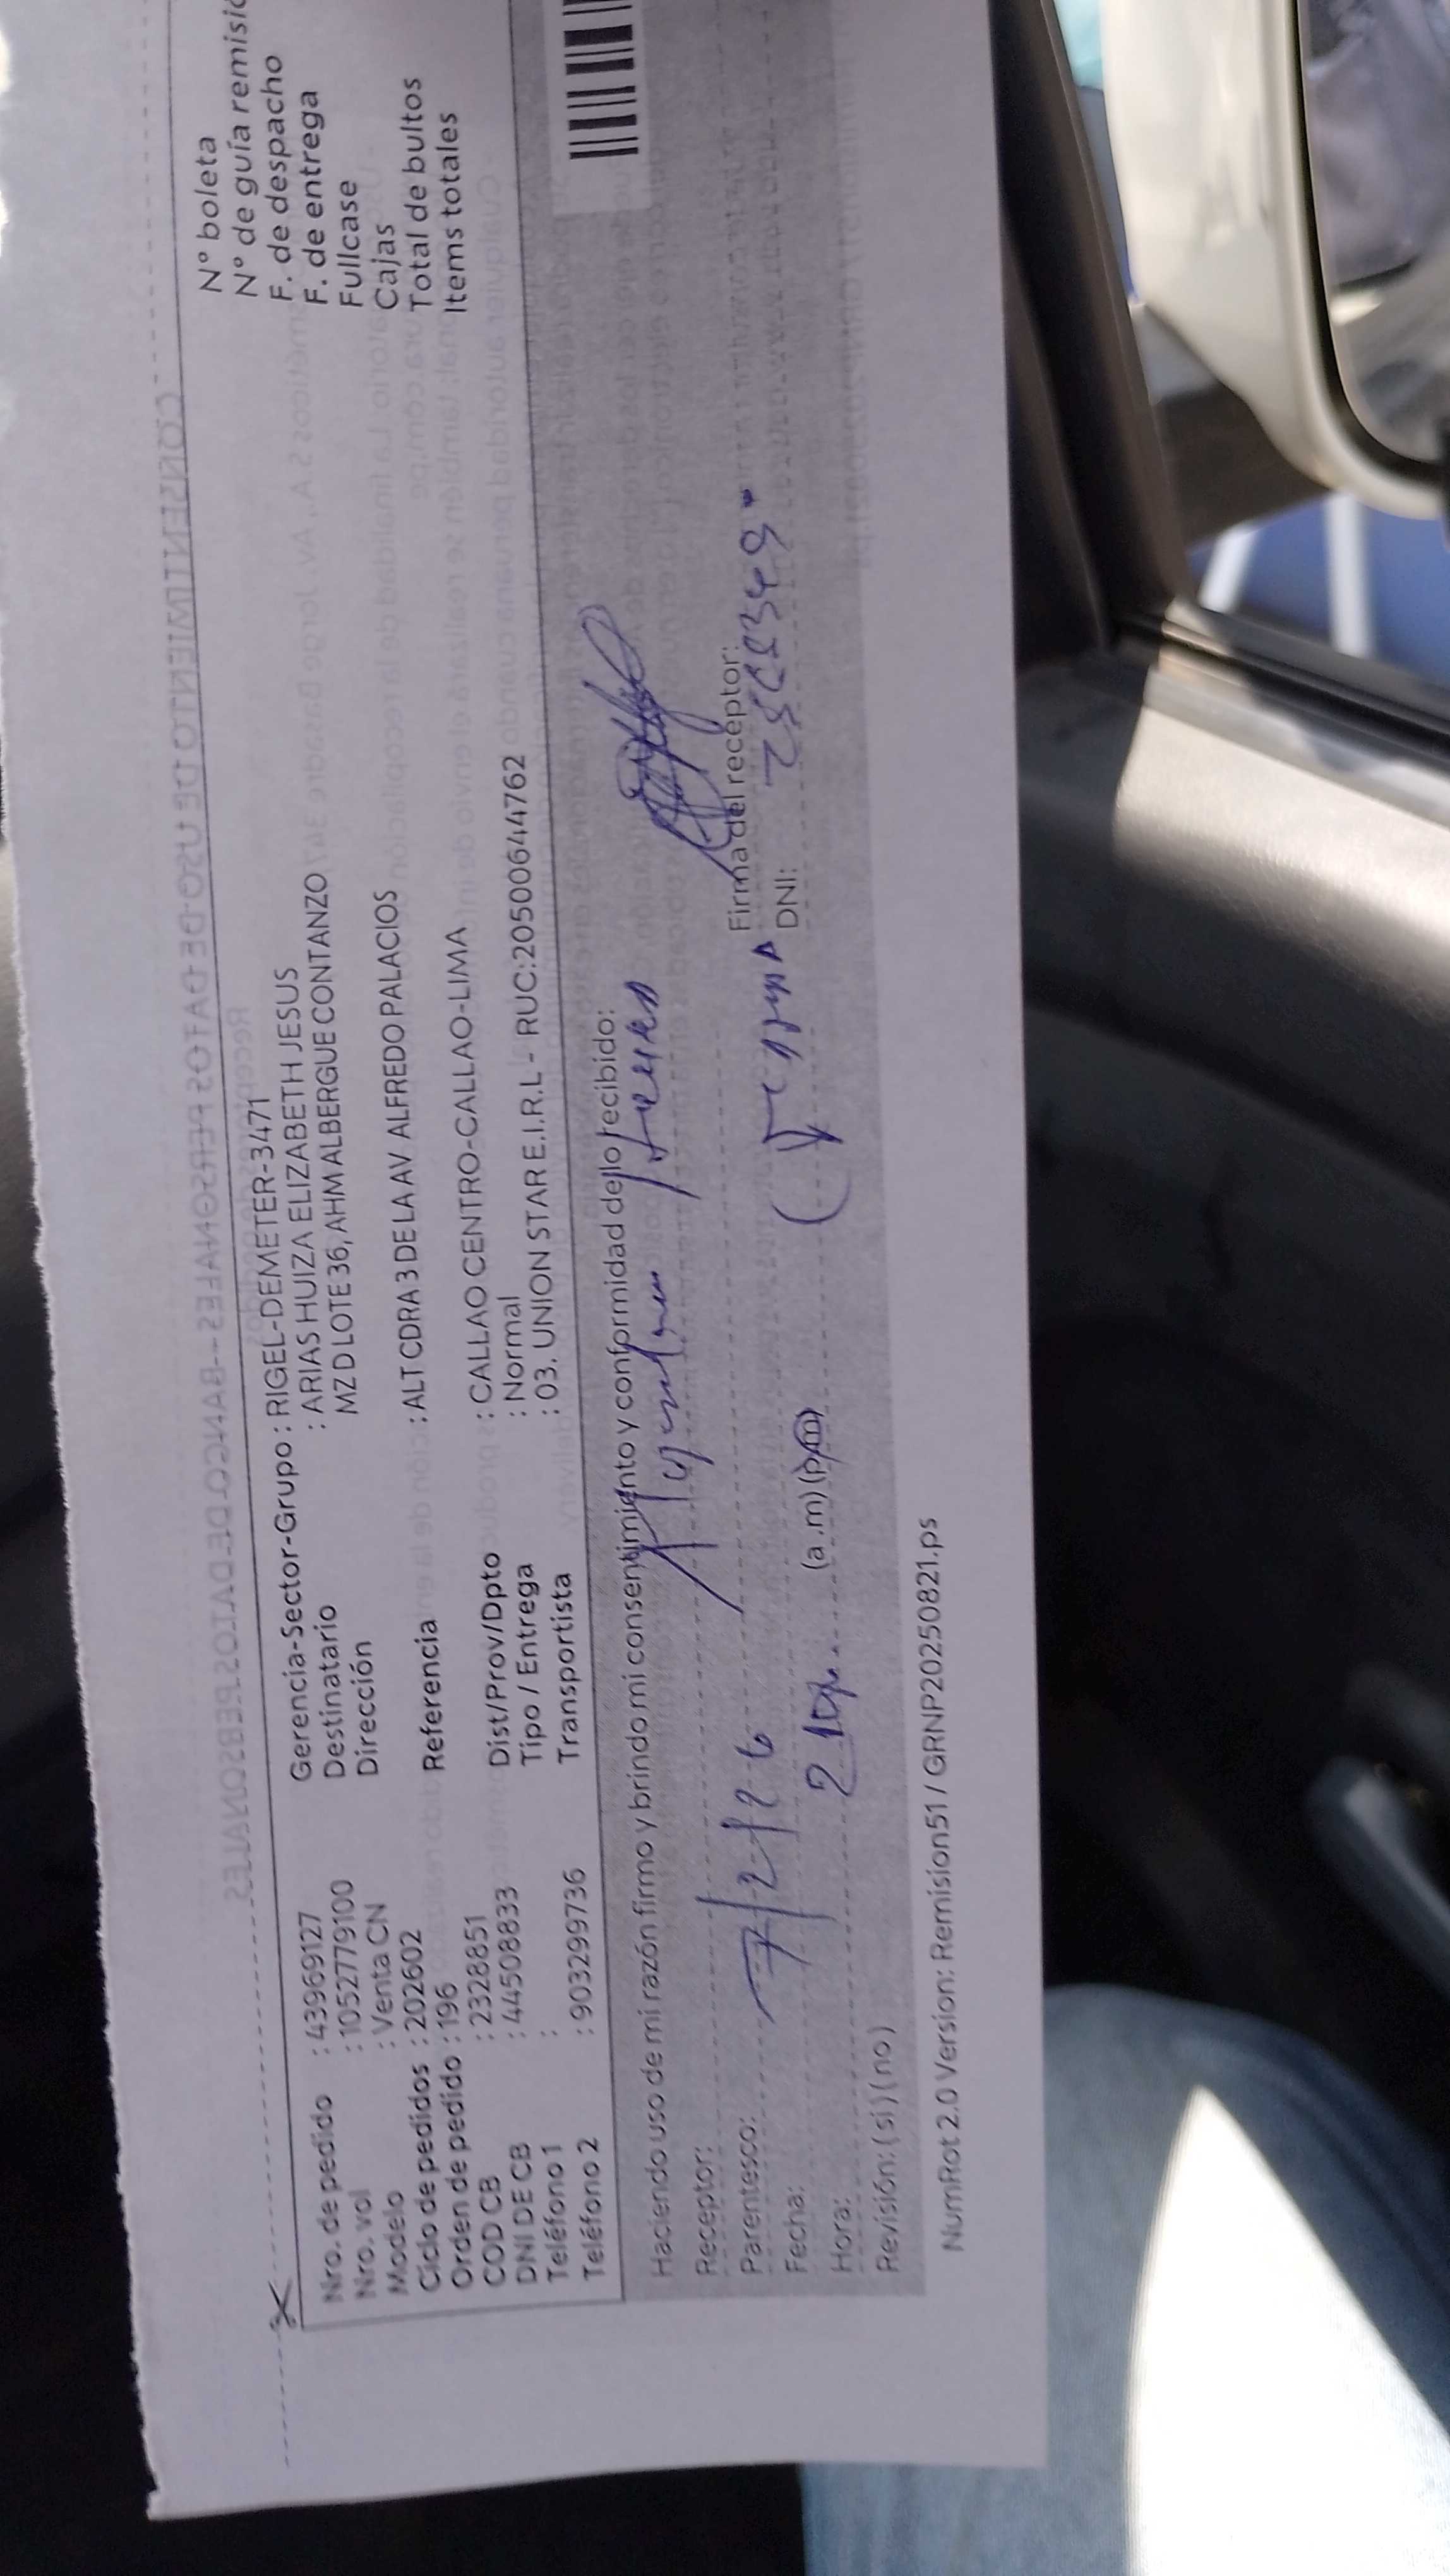 Nro. de pedido : 43969127
Nro. vol : 10527779100
Modelo : Venta CN
Ciclo de pedidos : 202602
Orden de pedido : 196
COD CB : 2328851
DNI DE CB : 44508833
Teléfono 1 :
Teléfono 2 : 903299736
Gerencia-Sector-Grupo : RIGEL-DEMETER-3471
Destinatario : ARIAS HUIZA ELIZABETH JESUS
Dirección MZ D LOTE 36, AHM ALBERGUE CONTANZO
Referencia : ALT CDRA 3 DE LA AV ALFREDO PALACIOS
Dist/Prov/Dpto : CALLAO CENTRO-CALLAO-LIMA
Tipo / Entrega : Normal
Transportista : 03. UNION STAR E.I.R.L - RUC:20500644762
N° boleta
N° de guía remisió
F. de despacho
F. de entrega
Fullcase
Cajas
Total de bultos
Items totales
Haciendo uso de mi razón firmo y brindo mi consentimiento y conformidad de lo recibido:
Receptor:
Parentesco:
Firma del receptor:
Fecha: 7/2/26
DNI:
Hora: (a.m) (p.m)
Revisión: (si) (no)
NumRot 2.0 Version: Remision51 / GRNP20250821.ps